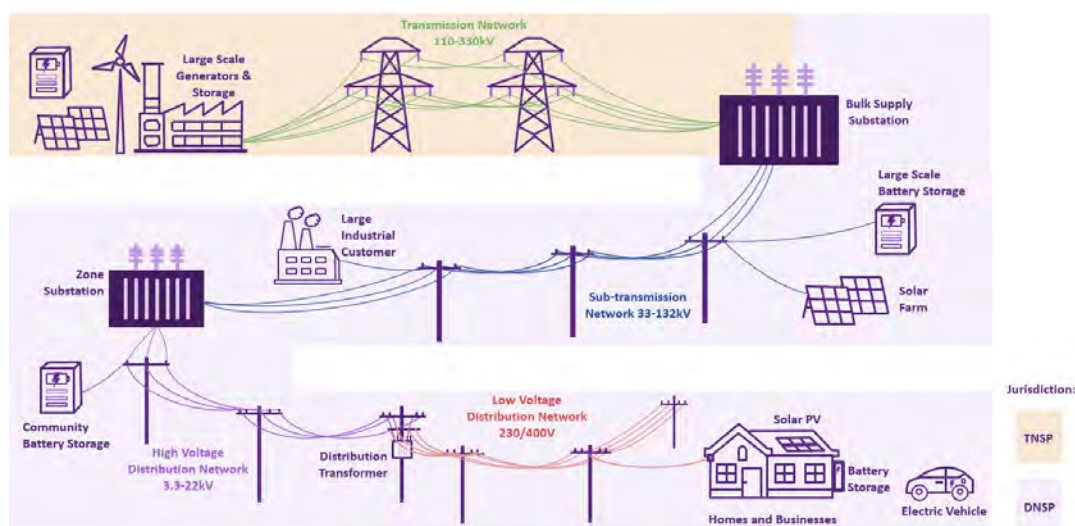 Transmission Network
110-330kV
Large Scale
Generators &
Storage
Bulk Supply
Substation
Large Scale
Battery Storage
Large
Industrial
Customer
Zone
Substation
Sub-transmission
Network 33-132kV
Solar
Farm
Community
Battery Storage
High Voltage
Distribution Network
3.3-22kV
Distribution
Transformer
Low Voltage
Distribution Network
230/400V
Solar PV
Battery
Storage
Homes and Businesses
Electric Vehicle
Jurisdiction:
TNSP
DNSP